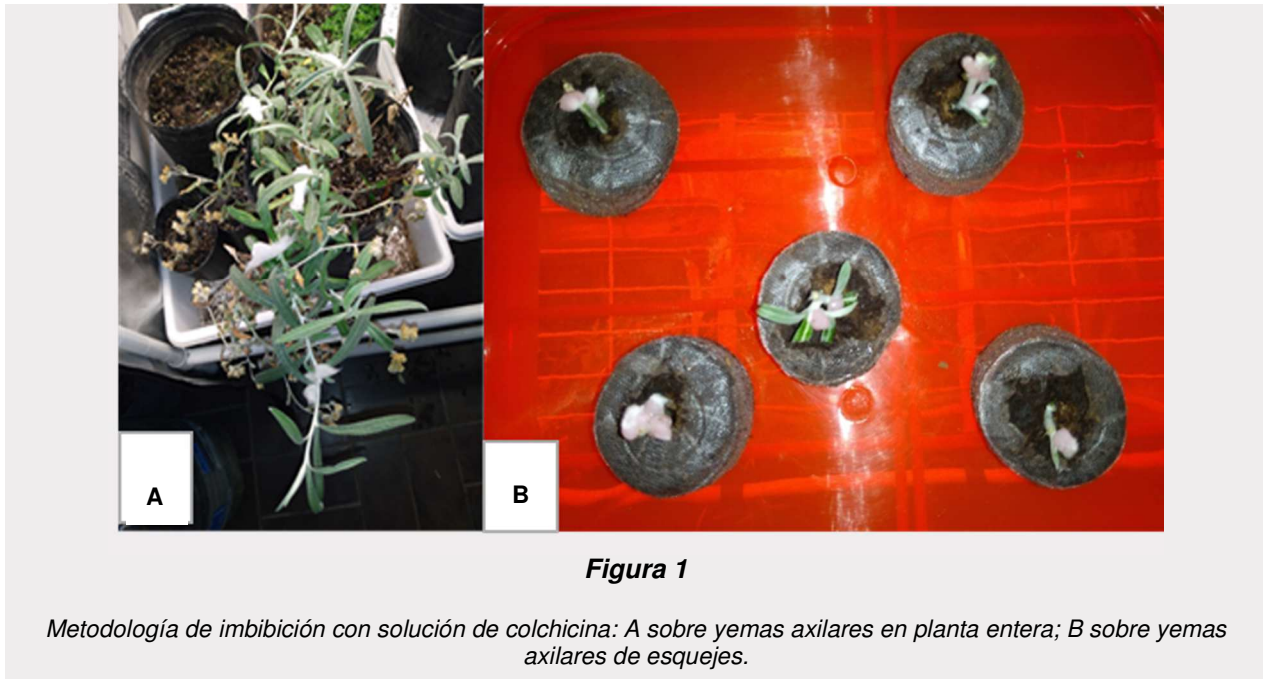 A
B
Figura 1
Metodología de imbibición con solución de colchicina: A sobre yemas axilares en planta entera; B sobre yemas
axilares de esquejes.